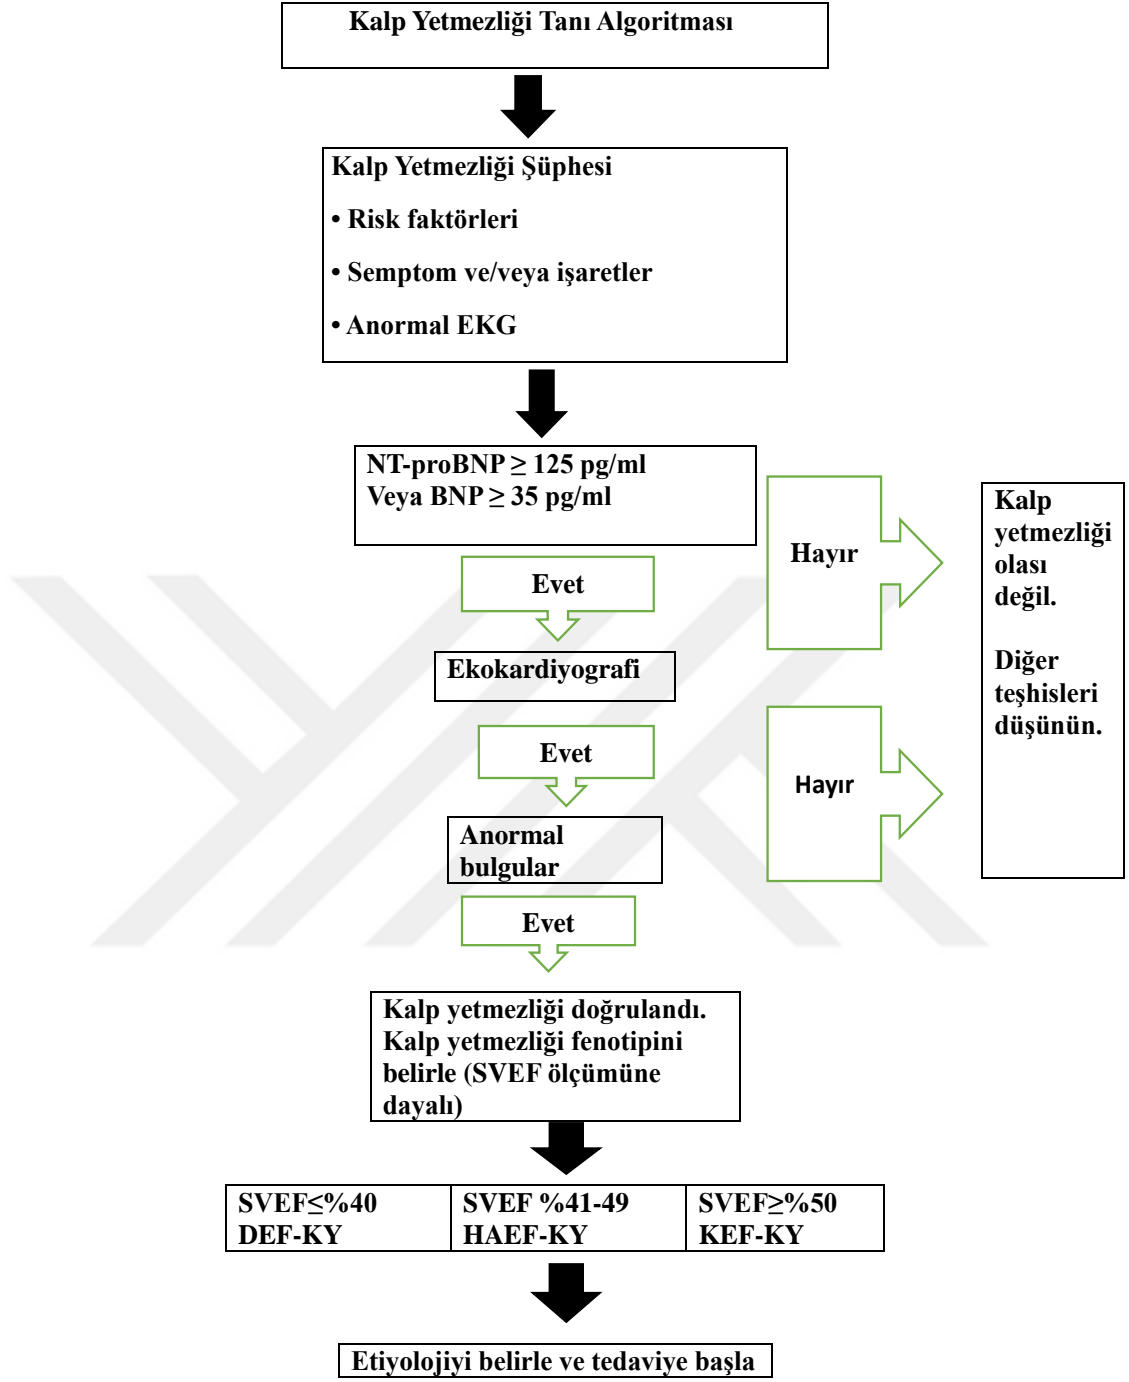 Kalp Yetmezliği Tanı Algoritması
Kalp Yetmezliği Şüphesi
• Risk faktörleri
• Semptom ve/veya işaretler
• Anormal EKG
NT-proBNP ≥ 125 pg/ml
Veya BNP ≥ 35 pg/ml
Hayır
Kalp
yetmezliği
olası
değil.
Diğer
teşhisleri
düşünün.
Evet
Ekokardiyografi
Evet
Hayır
Anormal
bulgular
Evet
Kalp yetmezliği doğrulandı.
Kalp yetmezliği fenotipini
belirle (SVEF ölçümüne
dayalı)
SVEF≤%40
DEF-KY
SVEF %41-49
HAEF-KY
SVEF≥%50
KEF-KY
Etiyolojiyi belirle ve tedaviye başla